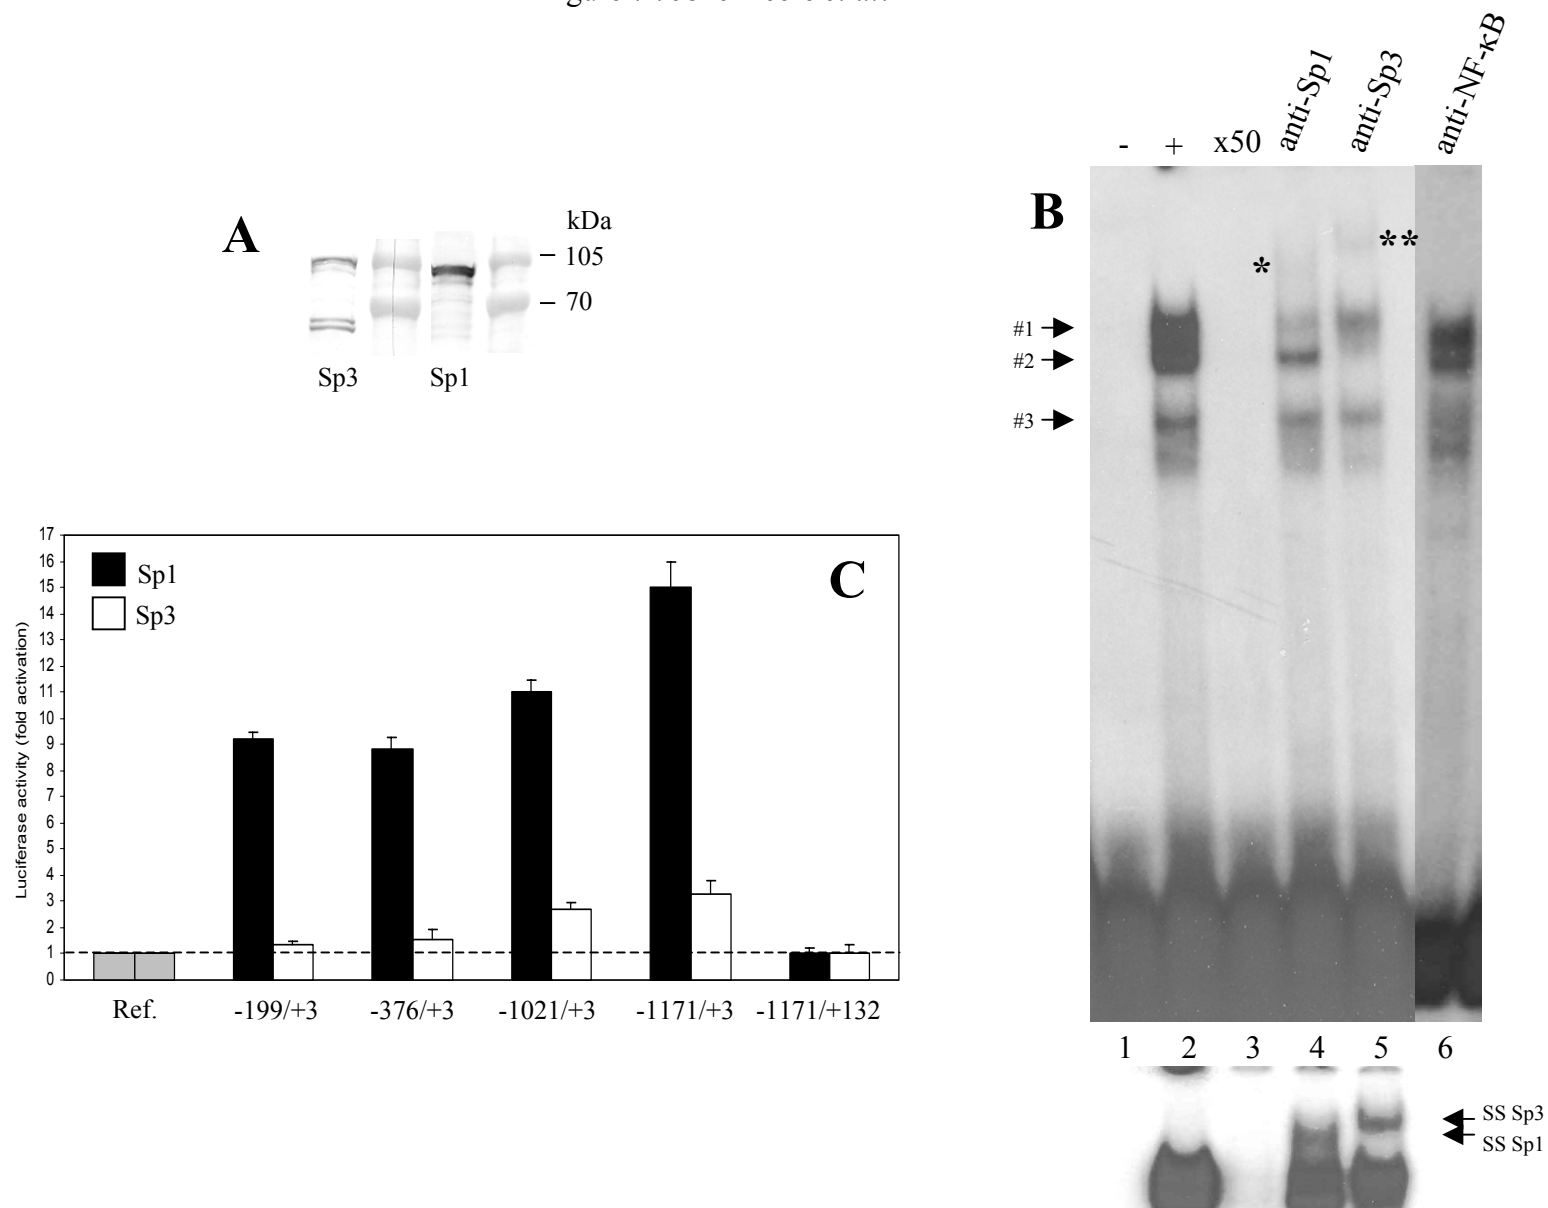 A
kDa
105
70
Sp3 Sp1
B
- + x50 anti-Sp1 anti-Sp3 anti-NF-κB
*
**
#1
#2
#3
1 2 3 4 5 6
SS Sp3
SS Sp1
C
Sp1
Sp3
Luciferase activity (fold activation)
17
16
15
14
13
12
11
10
9
8
7
6
5
4
3
2
1
0
Ref. -199/+3 -376/+3 -1021/+3 -1171/+3 -1171/+132